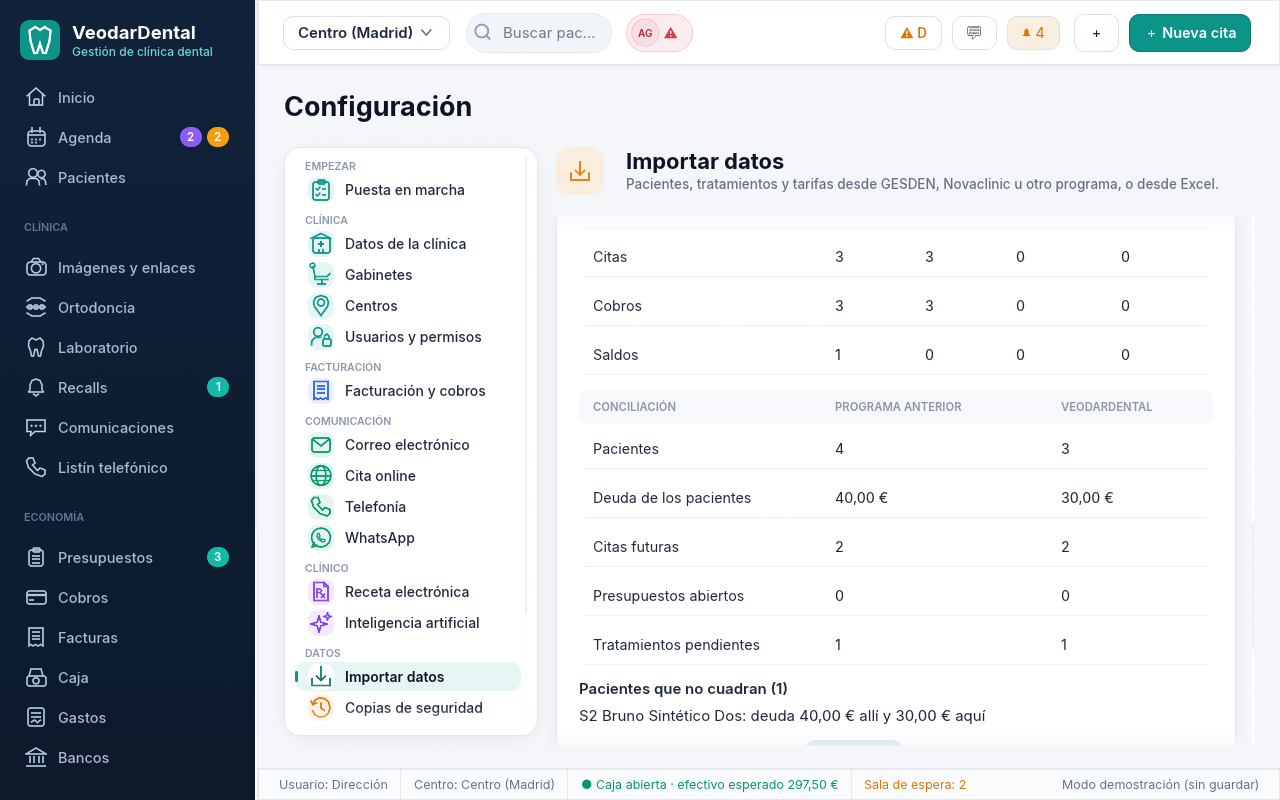 VeodarDental
Gestión de clínica dental
Inicio
Agenda 2 2
Pacientes
CLÍNICA
Imágenes y enlaces
Ortodoncia
Laboratorio
Recalls 1
Comunicaciones
Listín telefónico
ECONOMÍA
Presupuestos 3
Cobros
Facturas
Caja
Gastos
Bancos
Centro (Madrid)
Buscar pac...
AG
D
4
+
+ Nueva cita
Configuración
EMPEZAR
Puesta en marcha
CLÍNICA
Datos de la clínica
Gabinetes
Centros
Usuarios y permisos
FACTURACIÓN
Facturación y cobros
COMUNICACIÓN
Correo electrónico
Cita online
Telefonía
WhatsApp
CLÍNICO
Receta electrónica
Inteligencia artificial
DATOS
Importar datos
Copias de seguridad
Importar datos
Pacientes, tratamientos y tarifas desde GESDEN, Novaclinic u otro programa, o desde Excel.
Citas 3 3 0 0
Cobros 3 3 0 0
Saldos 1 0 0 0
CONCILIACIÓN PROGRAMA ANTERIOR VEODARDENTAL
Pacientes 4 3
Deuda de los pacientes 40,00 € 30,00 €
Citas futuras 2 2
Presupuestos abiertos 0 0
Tratamientos pendientes 1 1
Pacientes que no cuadran (1)
S2 Bruno Sintético Dos: deuda 40,00 € allí y 30,00 € aquí
Usuario: Dirección
Centro: Centro (Madrid)
Caja abierta · efectivo esperado 297,50 €
Sala de espera: 2
Modo demostración (sin guardar)